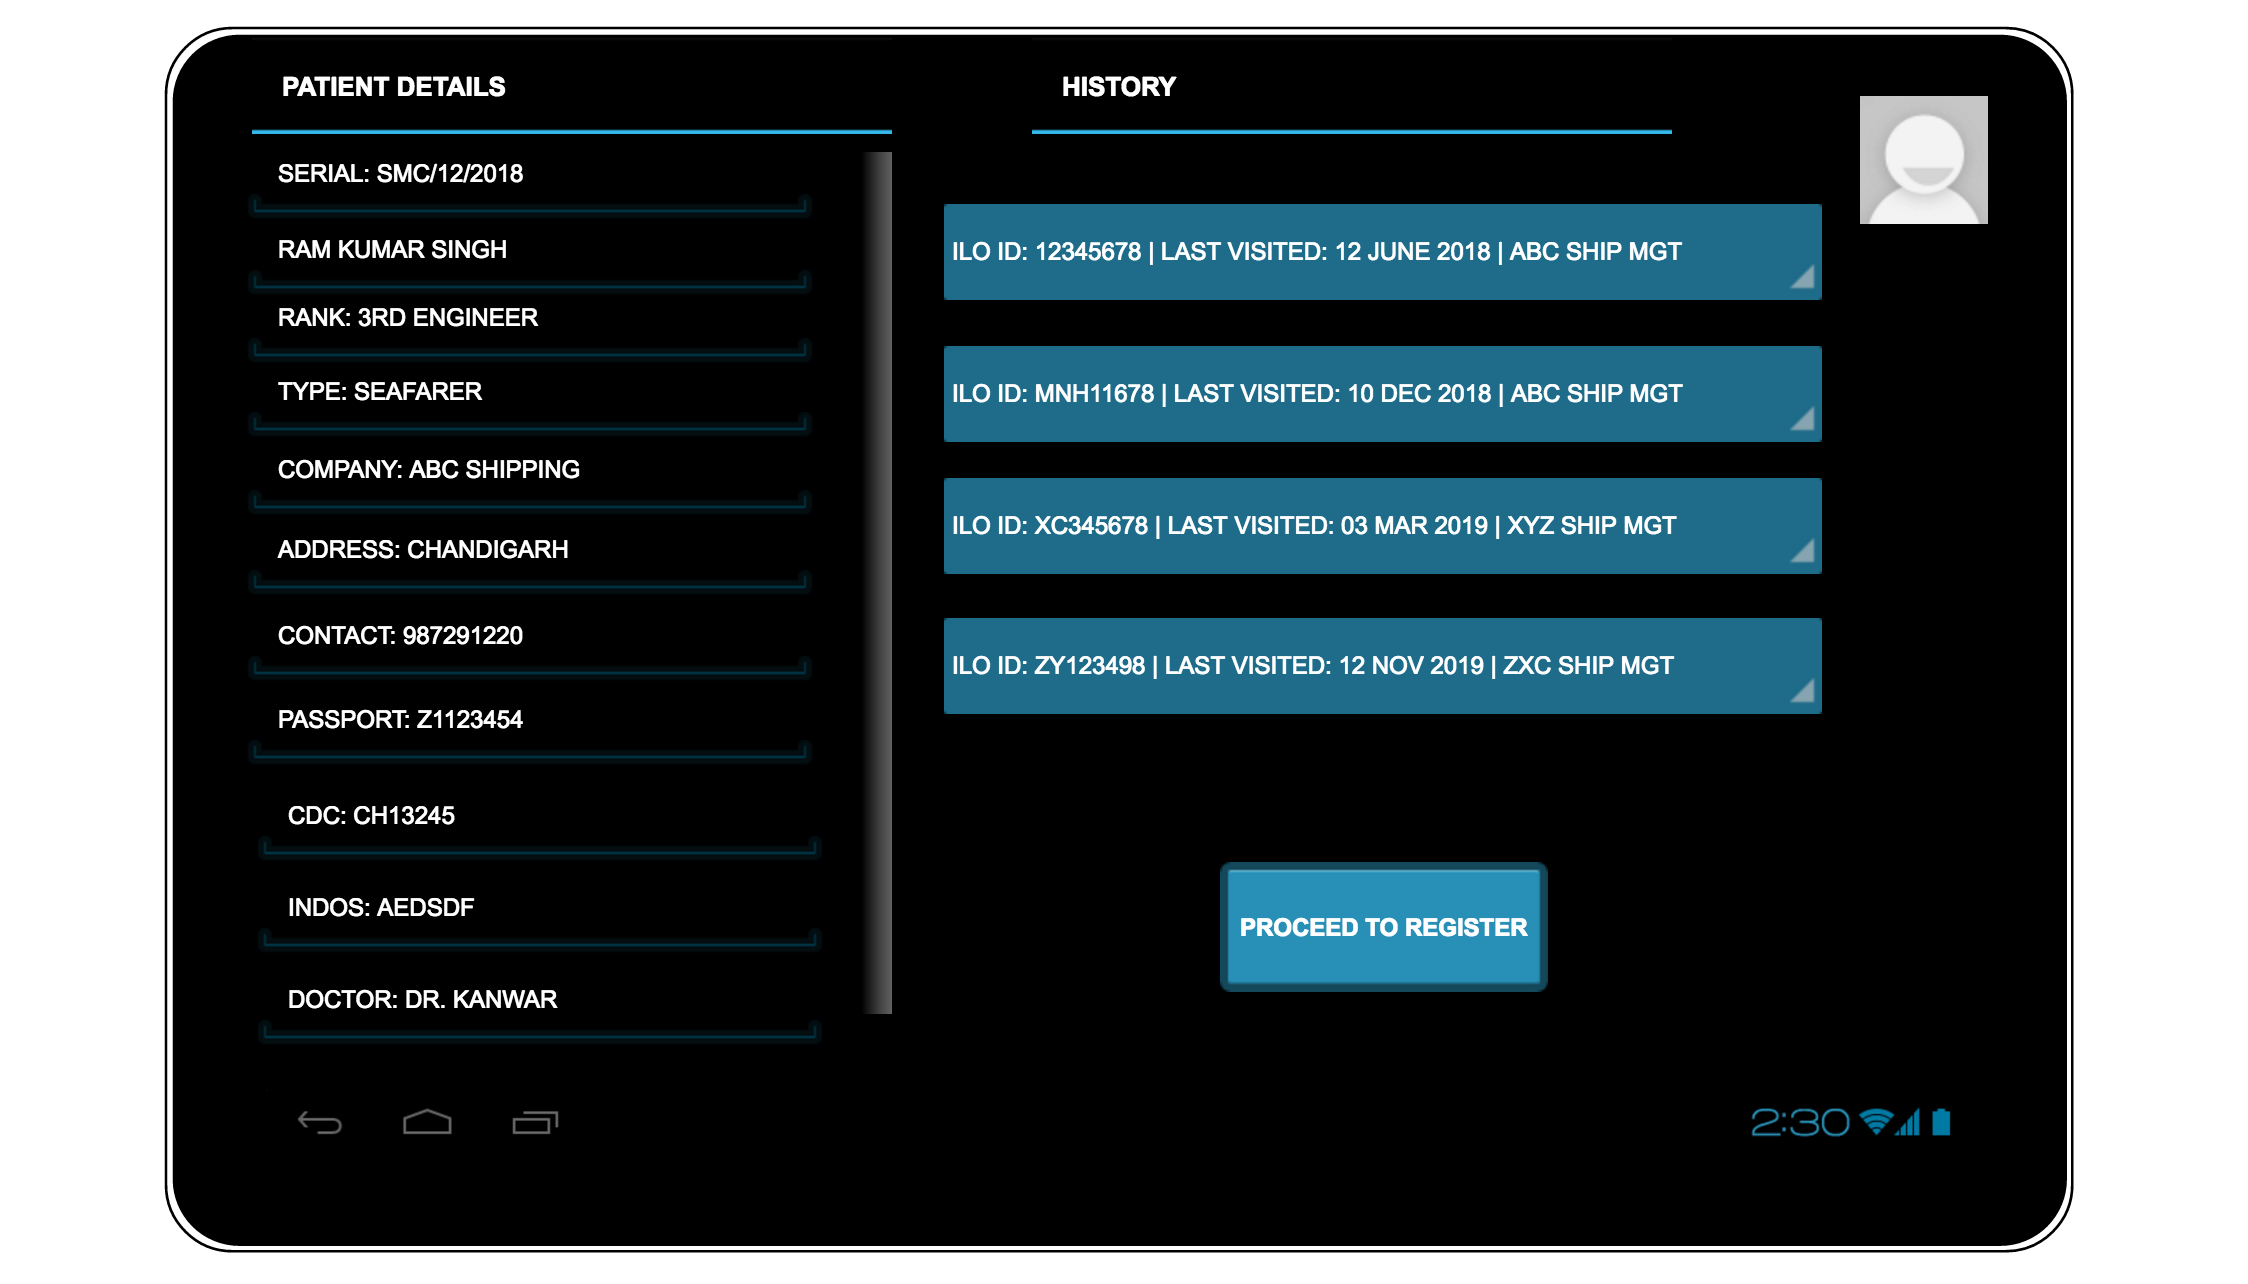 PATIENT DETAILS
SERIAL: SMC/12/2018
RAM KUMAR SINGH
RANK: 3RD ENGINEER
TYPE: SEAFARER
COMPANY: ABC SHIPPING
ADDRESS: CHANDIGARH
CONTACT: 987291220
PASSPORT: Z1123454
CDC: CH13245
INDOS: AEDSDF
DOCTOR: DR. KANWAR
HISTORY
ILO ID: 12345678 | LAST VISITED: 12 JUNE 2018 | ABC SHIP MGT
ILO ID: MNH11678 | LAST VISITED: 10 DEC 2018 | ABC SHIP MGT
ILO ID: XC345678 | LAST VISITED: 03 MAR 2019 | XYZ SHIP MGT
ILO ID: ZY123498 | LAST VISITED: 12 NOV 2019 | ZXC SHIP MGT
PROCEED TO REGISTER
2:30